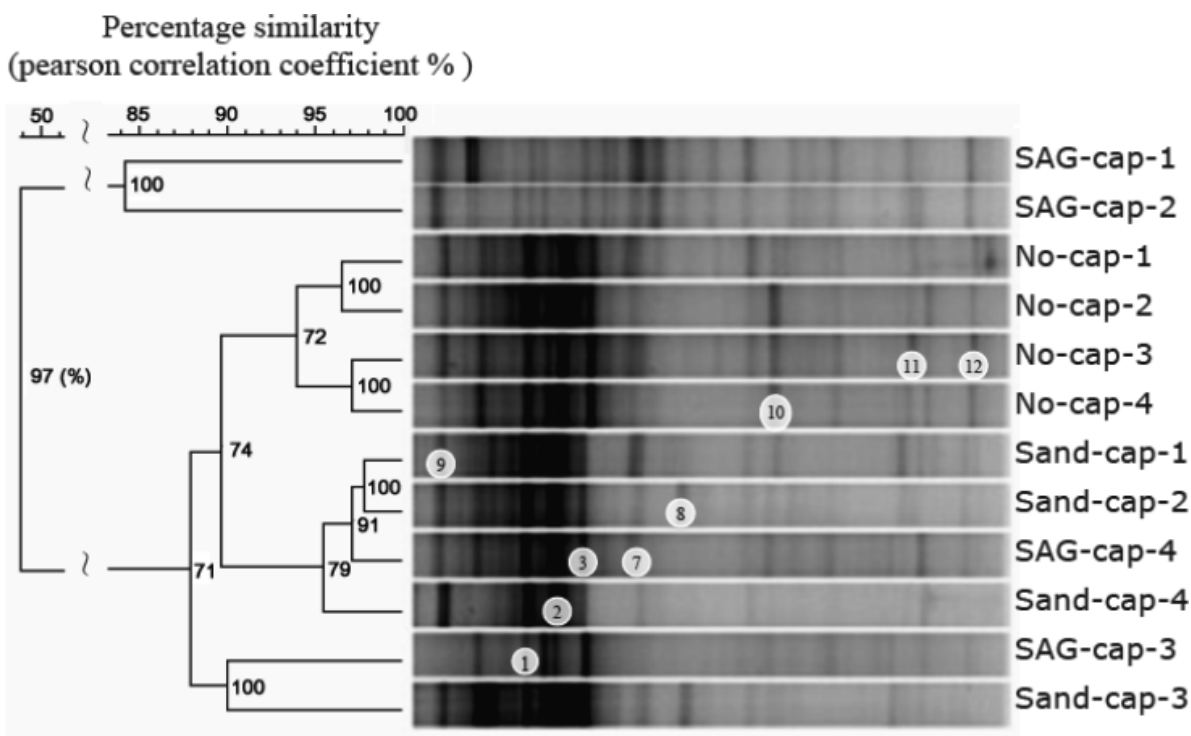 Percentage similarity
(pearson correlation coefficient % )
50 85 90 95 100
SAG-cap-1
100
SAG-cap-2
No-cap-1
100
No-cap-2
72
No-cap-3
11 12
97 (%)
100
No-cap-4
10
74
Sand-cap-1
9
100
Sand-cap-2
8
91
SAG-cap-4
3 7
71 79
Sand-cap-4
2
SAG-cap-3
1
100
Sand-cap-3